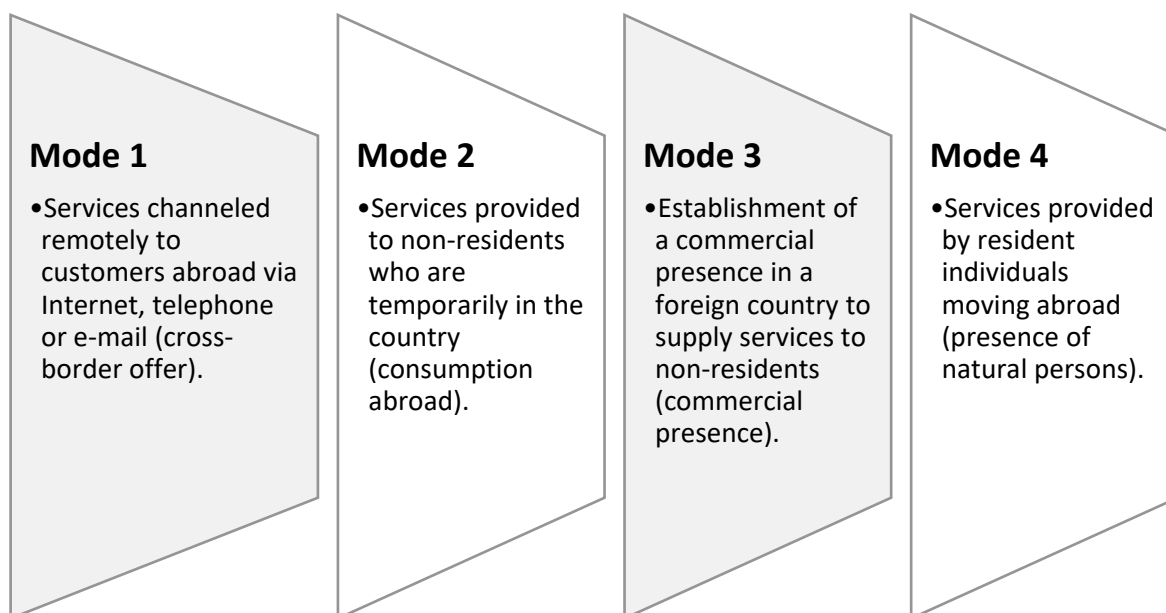 Mode 1
•Services channeled
remotely to
customers abroad via
Internet, telephone
or e-mail (cross-
border offer).
Mode 2
•Services provided
to non-residents
who are
temporarily in the
country
(consumption
abroad).
Mode 3
•Establishment of
a commercial
presence in a
foreign country to
supply services to
non-residents
(commercial
presence).
Mode 4
•Services provided
by resident
individuals
moving abroad
(presence of
natural persons).